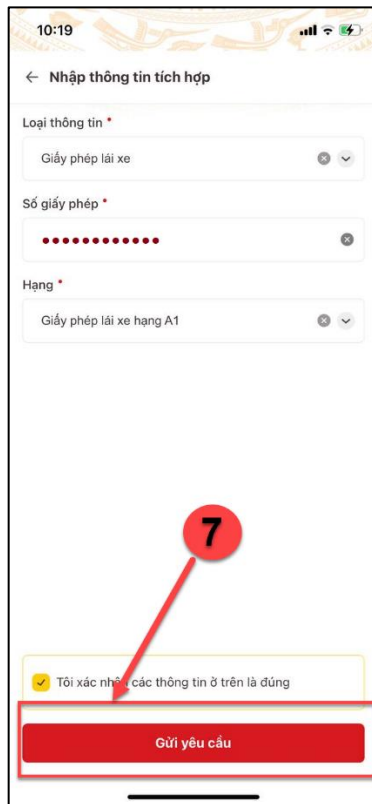 10:19
Nhập thông tin tích hợp
Loại thông tin *
Giấy phép lái xe
Số giấy phép *
••••••••••••
Hạng *
Giấy phép lái xe hạng A1
7
Tôi xác nhận các thông tin ở trên là đúng
Gửi yêu cầu